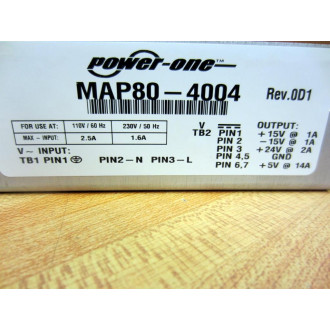 power-one™
MAP80-4004 Rev.0D1
FOR USE AT: 110V / 60 Hz 230V / 50 Hz
MAX - INPUT: 2.5A 1.6A
V ~ INPUT:
TB1 PIN1 PIN2-N PIN3-L
V OUTPUT:
TB2 PIN1 +15V @ 1A
PIN 2 -15V @ 1A
PIN 3 +24V @ 2A
PIN 4,5 GND
PIN 6,7 +5V @ 14A